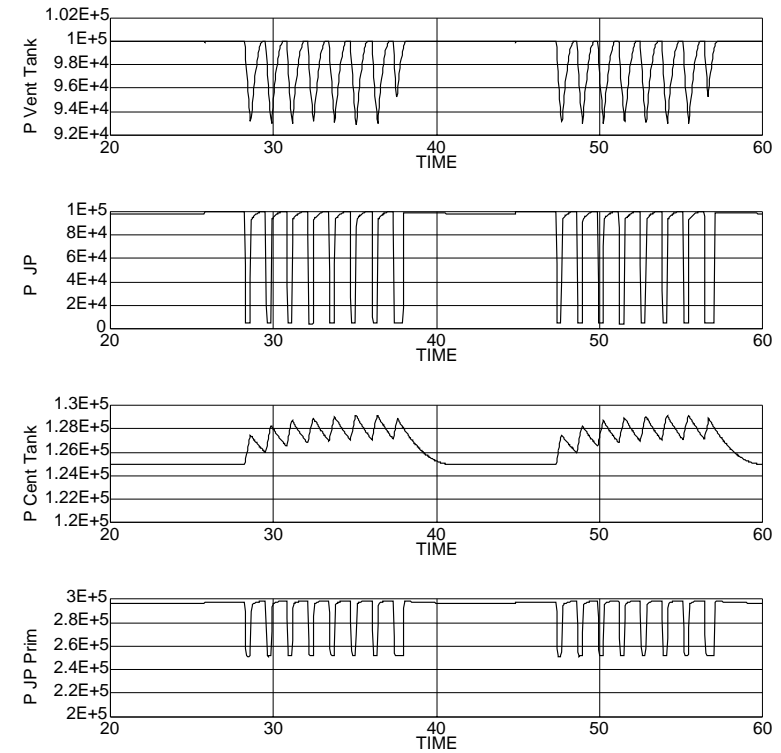 1.02E+5
1E+5
9.8E+4
9.6E+4
9.4E+4
9.2E+4
P Vent Tank
20 30 40 50 60
TIME
1E+5
8E+4
6E+4
4E+4
2E+4
0
P JP
20 30 40 50 60
TIME
1.3E+5
1.28E+5
1.26E+5
1.24E+5
1.22E+5
1.2E+5
P Cent Tank
20 30 40 50 60
TIME
3E+5
2.8E+5
2.6E+5
2.4E+5
2.2E+5
2E+5
P JP Prim
20 30 40 50 60
TIME